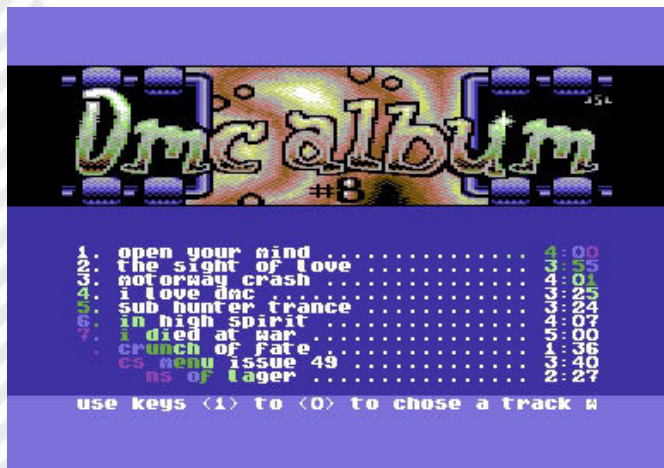 Dmc album
#8
1. open your mind .............. 4:00
2. the sight of love ........... 3:55
3. motorway crash .............. 4:01
4. i love dmc .................. 3:25
5. sub hunter trance ........... 3:24
6. in high spirit .............. 4:07
7. i died at war ............... 5:00
. crunch of fate .............. 1:36
cs menu issue 49 ............ 3:40
ns of lager ............... 2:27
use keys <1> to <0> to chose a track w